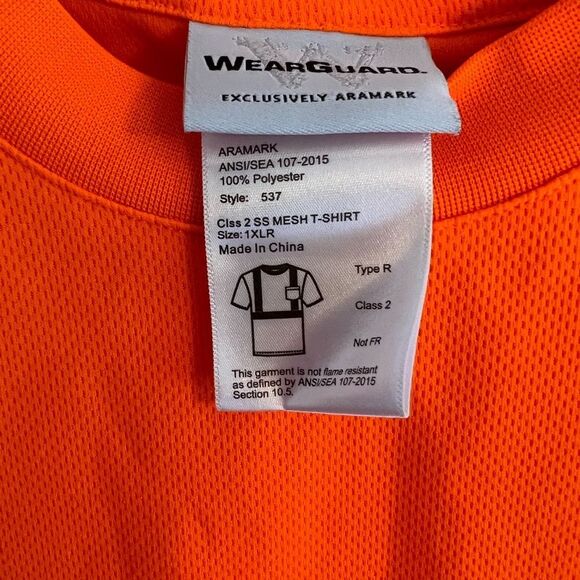 WEARGUARD
EXCLUSIVELY ARAMARK
ARAMARK
ANSI/SEA 107-2015
100% Polyester
Style: 537
Clss 2 SS MESH T-SHIRT
Size: 1XLR
Made In China
Type R
Class 2
Not FR
This garment is not flame resistant
as defined by ANSI/ISEA 107-2015
Section 10.5.